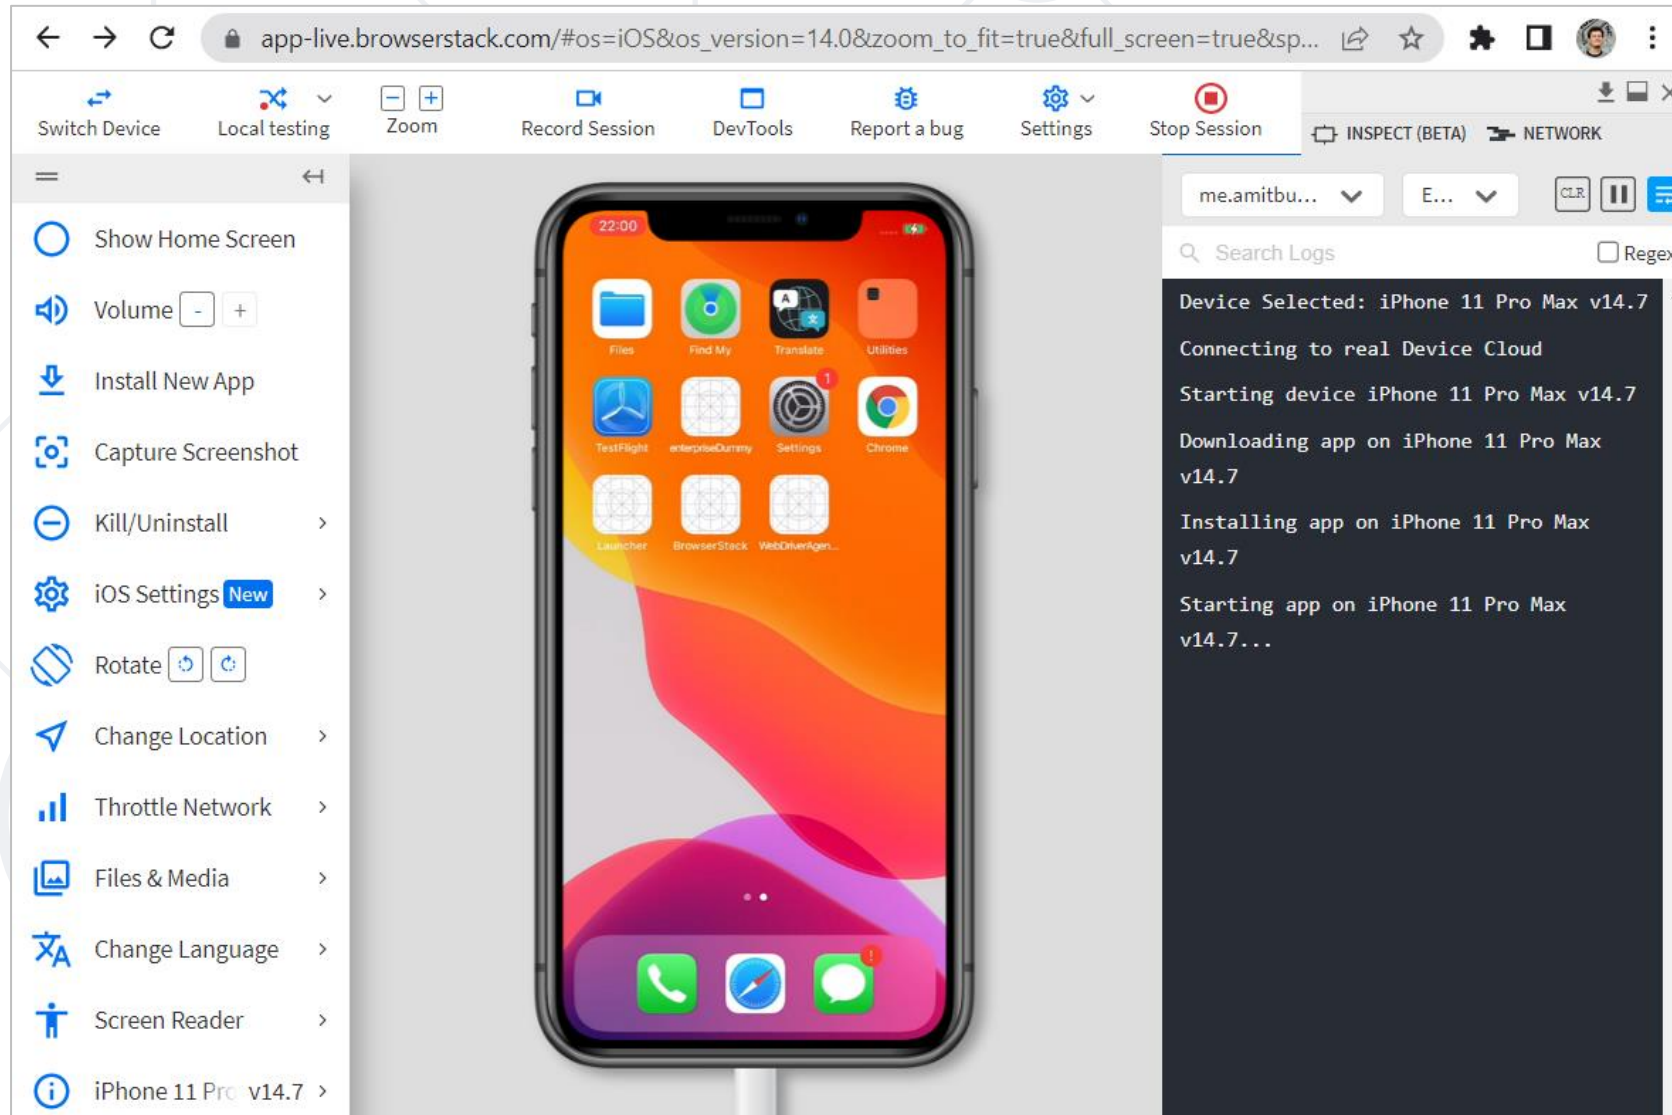 app-live.browserstack.com/#os=iOS&os_version=14.0&zoom_to_fit=true&full_screen=true&sp...
Switch Device
Local testing
Zoom
Record Session
DevTools
Report a bug
Settings
Stop Session
INSPECT (BETA)
NETWORK
me.amitbu...
E...
CLR
Search Logs
Regex
Show Home Screen
Volume - +
Install New App
Capture Screenshot
Kill/Uninstall
iOS Settings New
Rotate
Change Location
Throttle Network
Files & Media
Change Language
Screen Reader
iPhone 11 Pro v14.7
22:00
Files
Find My
Translate
Utilities
TestFlight
enterpriseDummy
1
Settings
Chrome
Launcher
BrowserStack
WebDriverAgen...
Device Selected: iPhone 11 Pro Max v14.7
Connecting to real Device Cloud
Starting device iPhone 11 Pro Max v14.7
Downloading app on iPhone 11 Pro Max
v14.7
Installing app on iPhone 11 Pro Max
v14.7
Starting app on iPhone 11 Pro Max
v14.7...